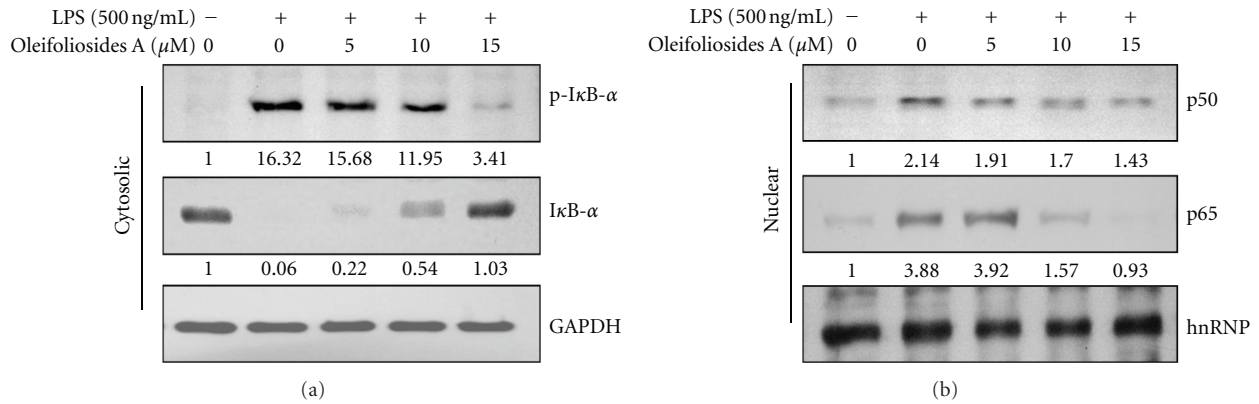 LPS (500 ng/mL) − + + + +
Oleifoliosides A (μM) 0 0 5 10 15
Cytosolic
p-IκB-α
1 16.32 15.68 11.95 3.41
IκB-α
1 0.06 0.22 0.54 1.03
GAPDH
(a)
LPS (500 ng/mL) − + + + +
Oleifoliosides A (μM) 0 0 5 10 15
Nuclear
p50
1 2.14 1.91 1.7 1.43
p65
1 3.88 3.92 1.57 0.93
hnRNP
(b)